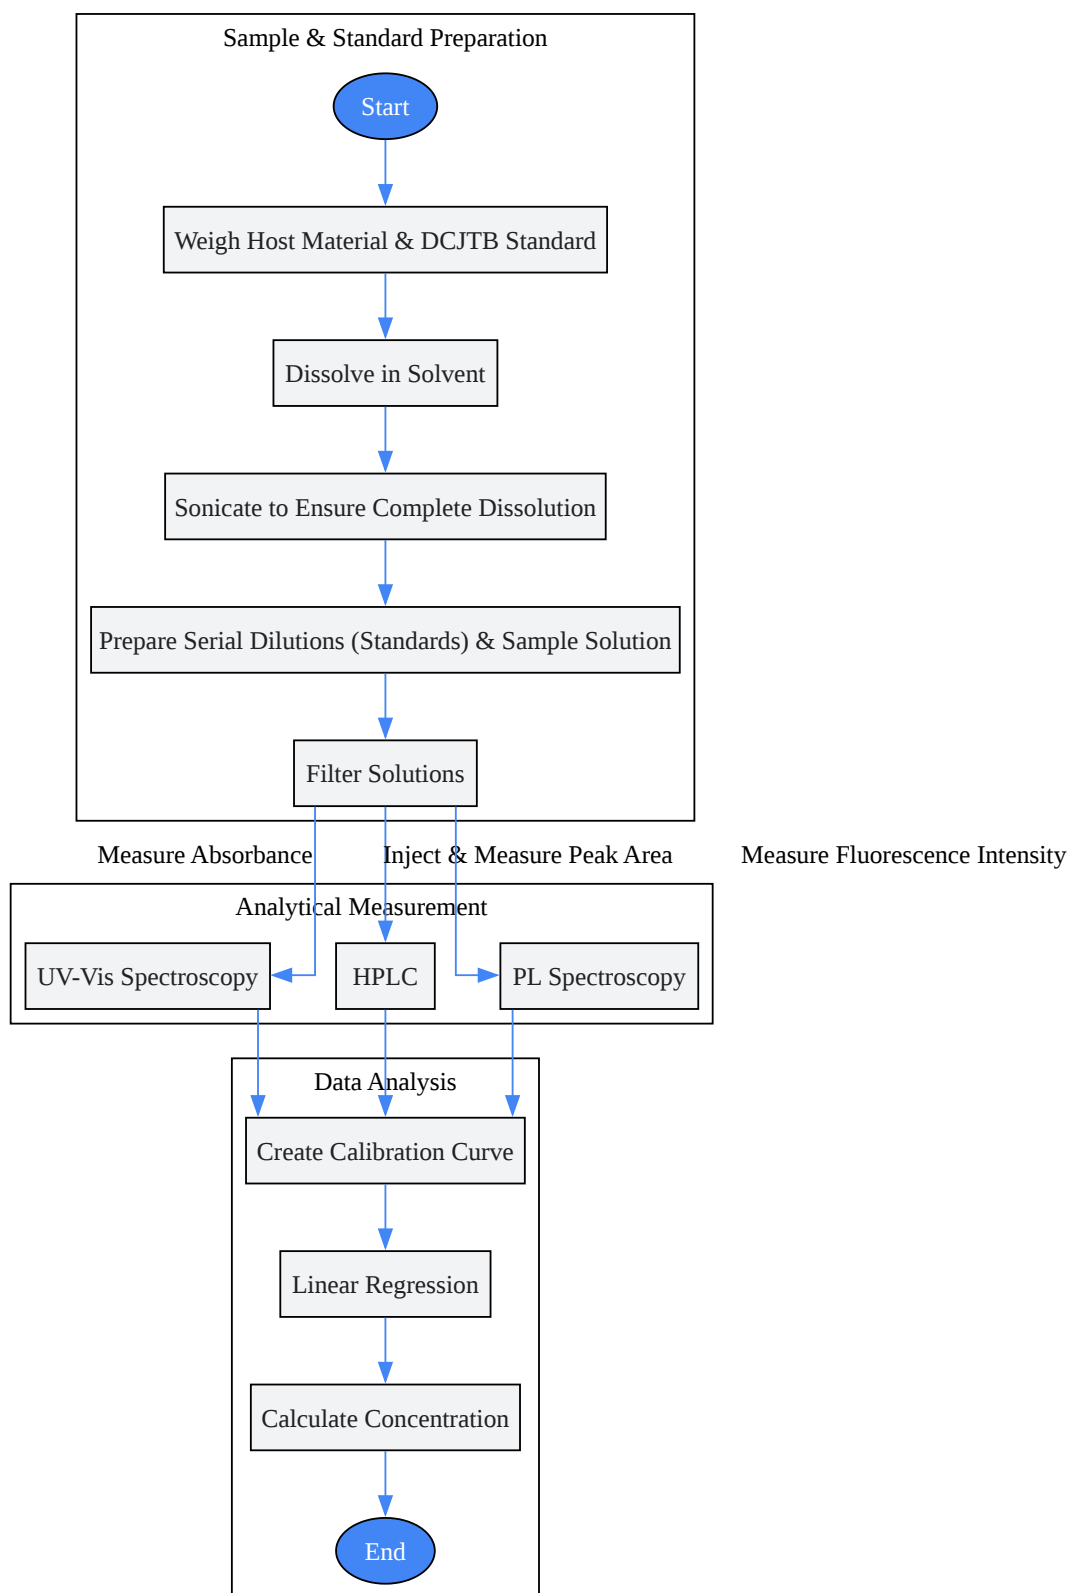 Sample & Standard Preparation
Start
Weigh Host Material & DCJTB Standard
Dissolve in Solvent
Sonicate to Ensure Complete Dissolution
Prepare Serial Dilutions (Standards) & Sample Solution
Filter Solutions
Measure Absorbance
Inject & Measure Peak Area
Measure Fluorescence Intensity
Analytical Measurement
UV-Vis Spectroscopy
HPLC
PL Spectroscopy
Data Analysis
Create Calibration Curve
Linear Regression
Calculate Concentration
End